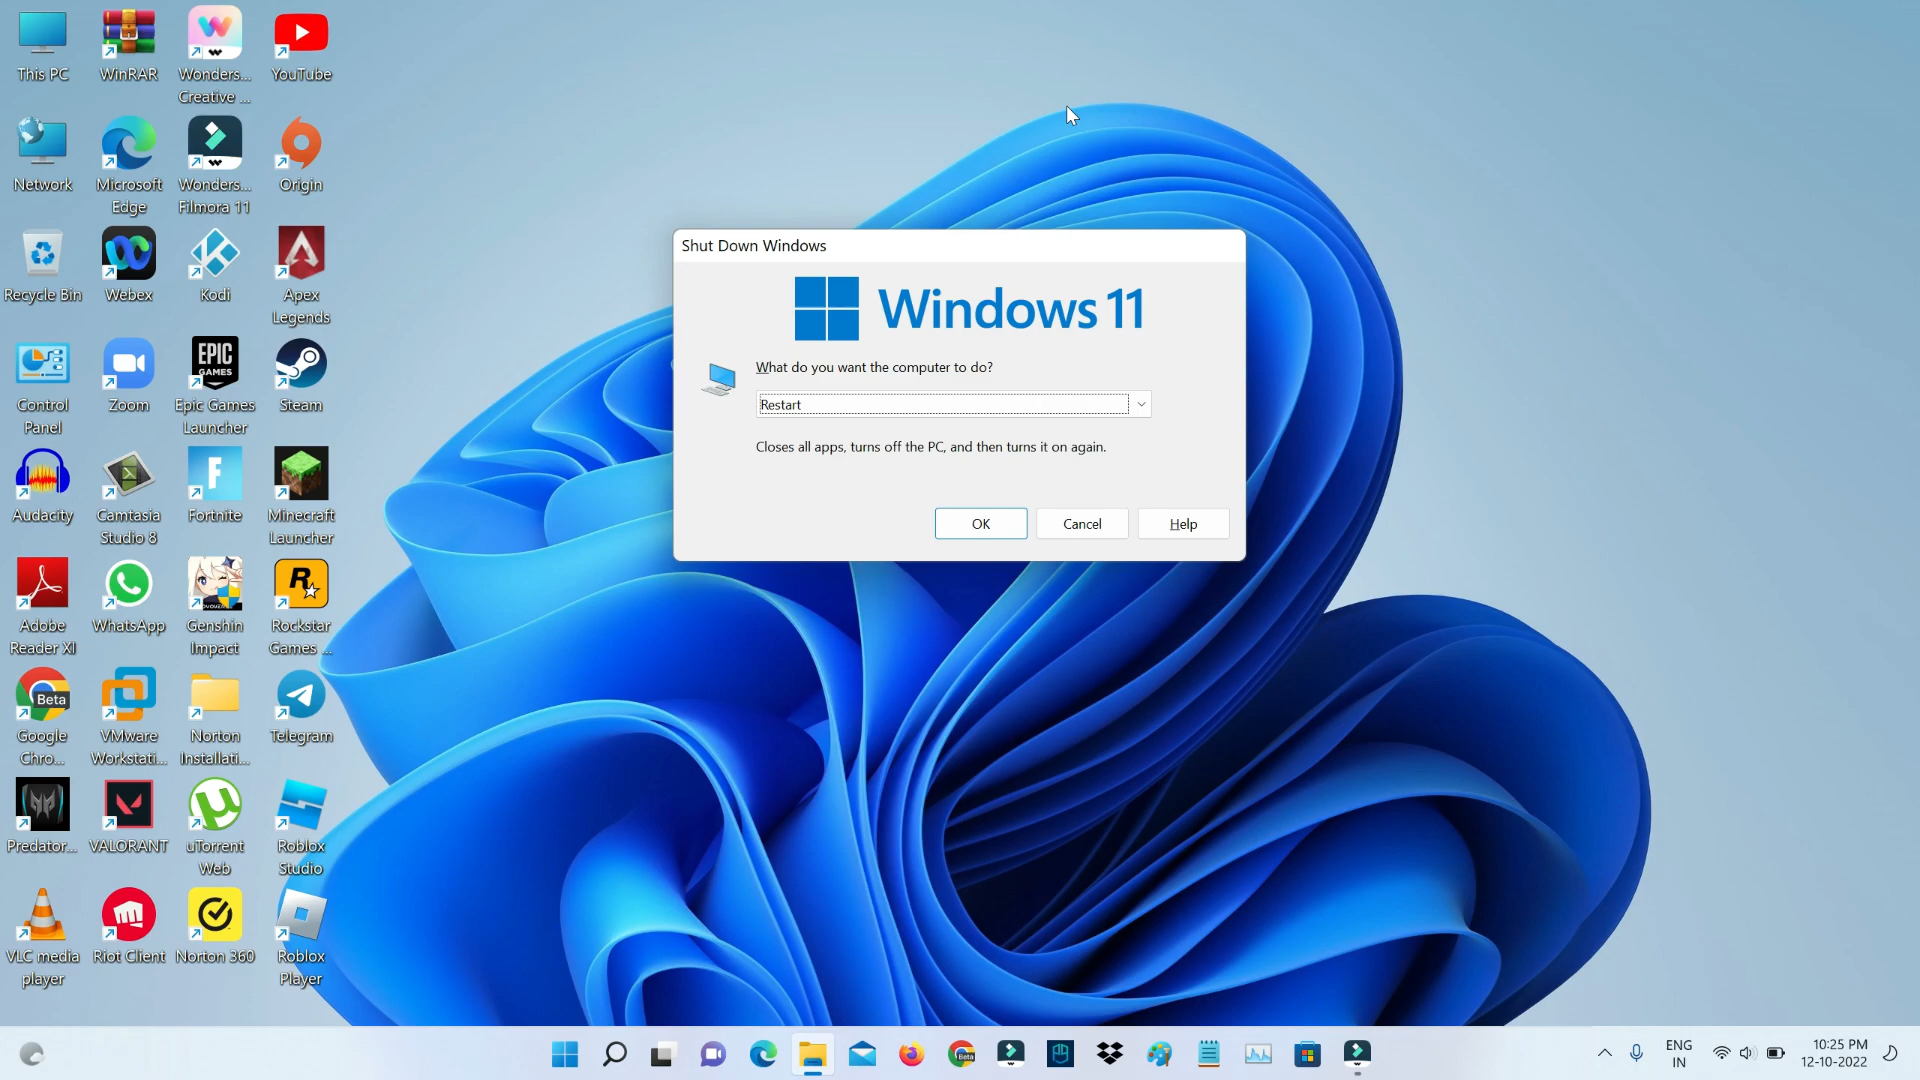 This PC
WinRAR
Wonders...
Creative ...
YouTube
Network
Microsoft
Edge
Wonders...
Filmora 11
Origin
Recycle Bin
Webex
Kodi
Apex
Legends
Control
Panel
Zoom
EPIC
GAMES
Epic Games
Launcher
Steam
Audacity
Camtasia
Studio 8
Fortnite
Minecraft
Launcher
Adobe
Reader XI
WhatsApp
Genshin
Impact
Rockstar
Games ...
Beta
Google
Chro...
VMware
Workstati...
Norton
Installati...
Telegram
Predator...
VALORANT
uTorrent
Web
Roblox
Studio
VLC media
player
Riot Client
Norton 360
Roblox
Player
Shut Down Windows
Windows 11
What do you want the computer to do?
Restart
Closes all apps, turns off the PC, and then turns it on again.
OK
Cancel
Help
Beta
ENG
IN
10:25 PM
12-10-2022